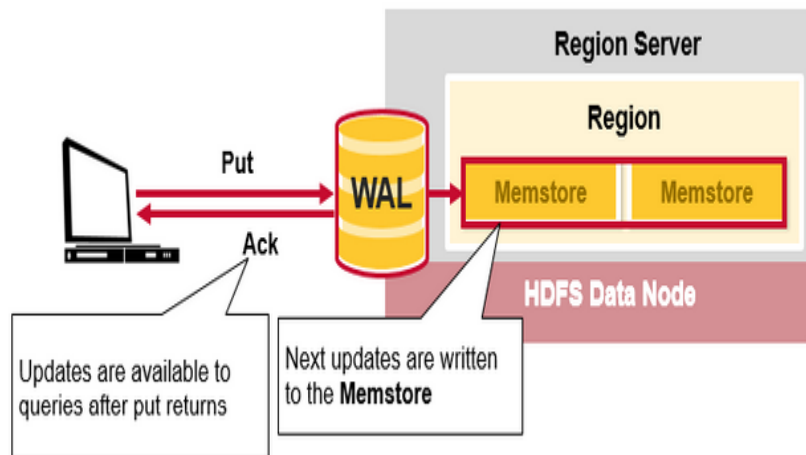 Region Server
Region
Put
WAL
Memstore
Memstore
Ack
HDFS Data Node
Updates are available to
queries after put returns
Next updates are written
to the Memstore